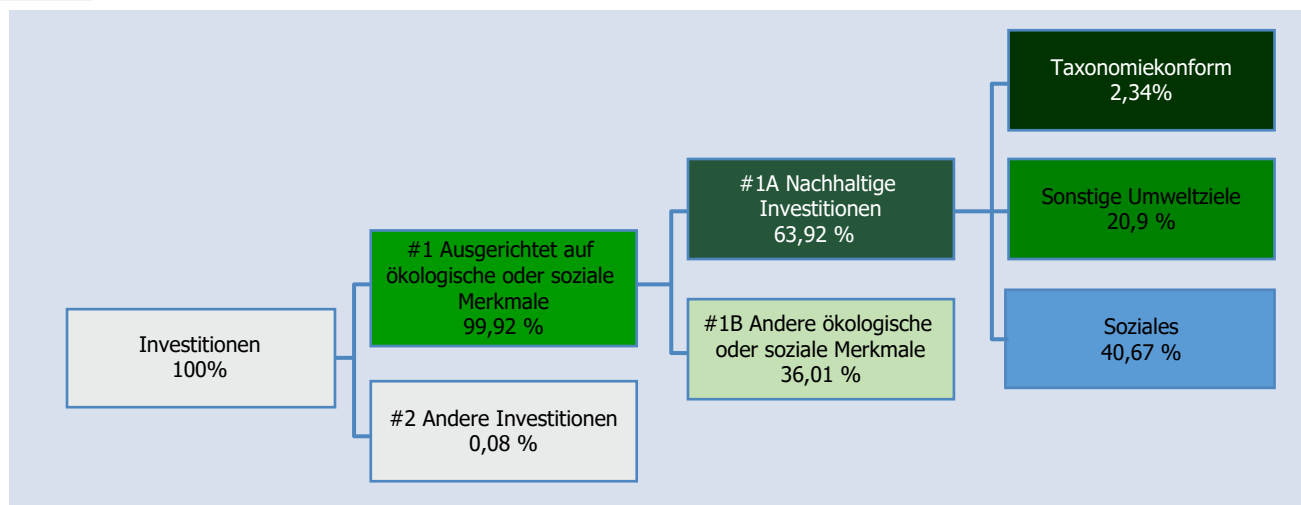 Investitionen
100%
#1 Ausgerichtet auf
ökologische oder soziale
Merkmale
99,92 %
#2 Andere Investitionen
0,08 %
#1A Nachhaltige
Investitionen
63,92 %
#1B Andere ökologische
oder soziale Merkmale
36,01 %
Taxonomiekonform
2,34%
Sonstige Umweltziele
20,9 %
Soziales
40,67 %